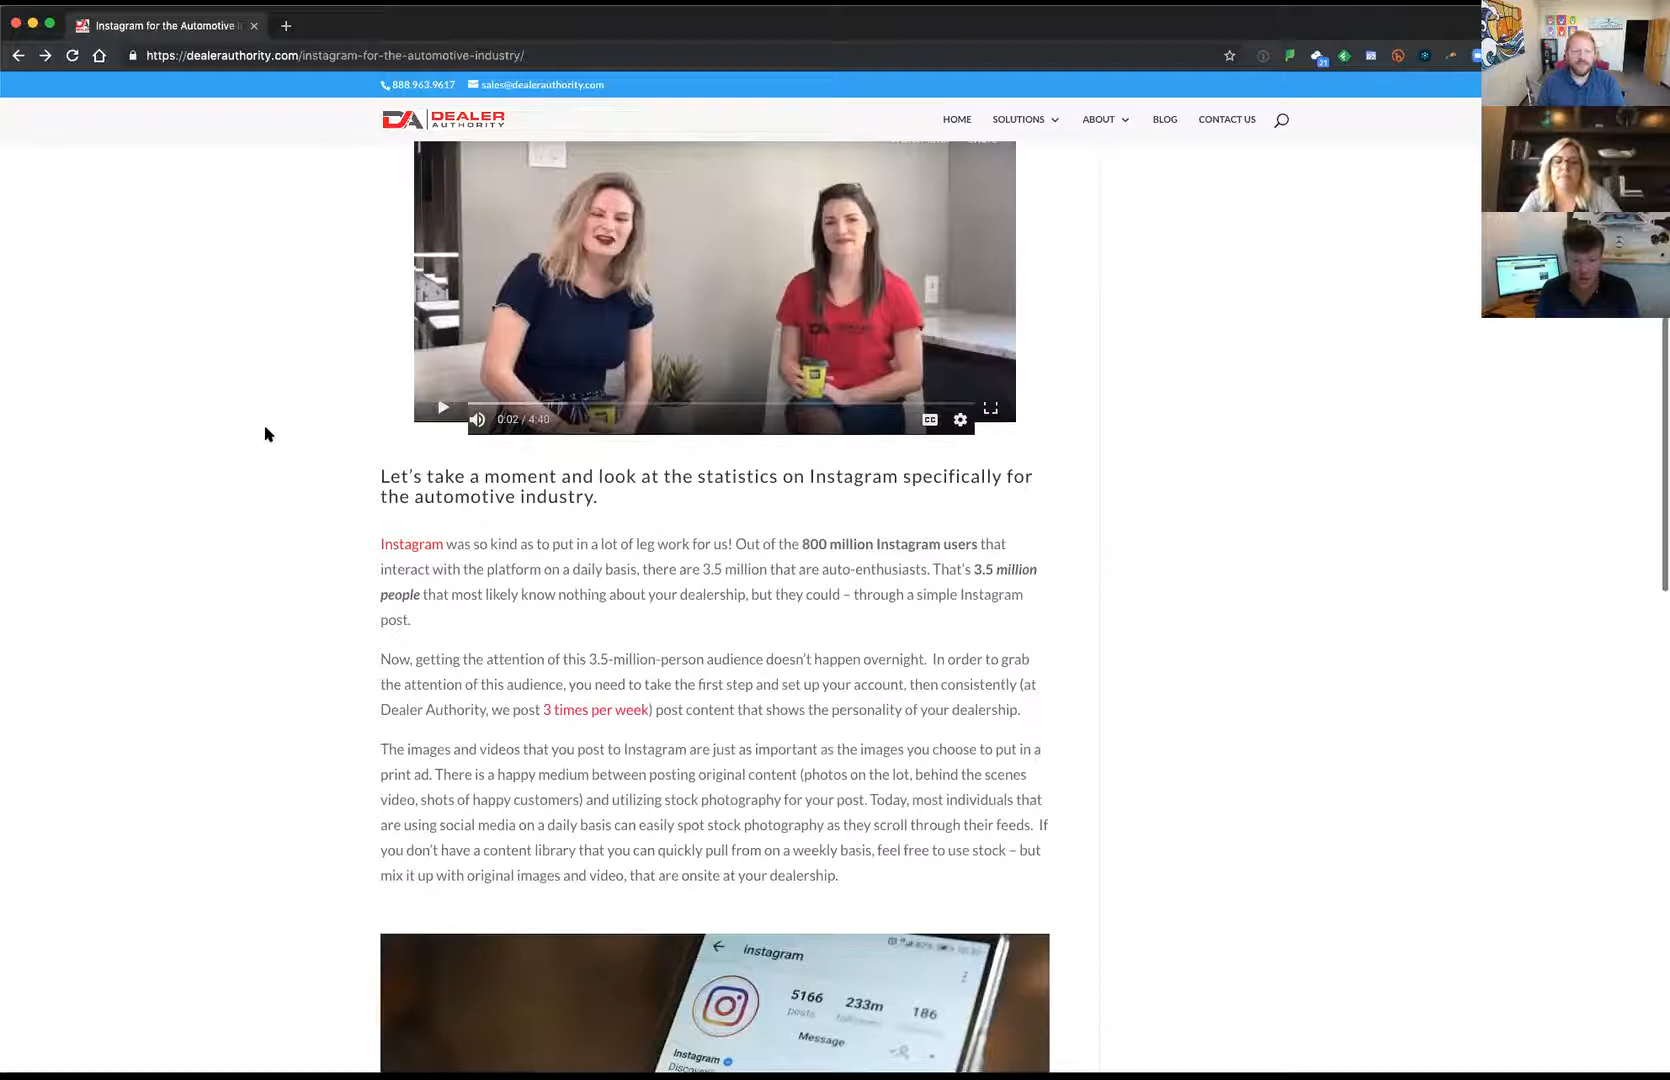 Instagram for the Automotive I
https://dealerauthority.com/instagram-for-the-automotive-industry/
21
888.963.9617 sales@dealerauthority.com
DA DEALER AUTHORITY
HOME SOLUTIONS ABOUT BLOG CONTACT US
0:02 / 4:40
CC
Let's take a moment and look at the statistics on Instagram specifically for
the automotive industry.
Instagram was so kind as to put in a lot of leg work for us! Out of the 800 million Instagram users that
interact with the platform on a daily basis, there are 3.5 million that are auto-enthusiasts. That's 3.5 million
people that most likely know nothing about your dealership, but they could – through a simple Instagram
post.
Now, getting the attention of this 3.5-million-person audience doesn't happen overnight. In order to grab
the attention of this audience, you need to take the first step and set up your account, then consistently (at
Dealer Authority, we post 3 times per week) post content that shows the personality of your dealership.
The images and videos that you post to Instagram are just as important as the images you choose to put in a
print ad. There is a happy medium between posting original content (photos on the lot, behind the scenes
video, shots of happy customers) and utilizing stock photography for your post. Today, most individuals that
are using social media on a daily basis can easily spot stock photography as they scroll through their feeds. If
you don't have a content library that you can quickly pull from on a weekly basis, feel free to use stock – but
mix it up with original images and video, that are onsite at your dealership.
instagram
5166 233m 186
posts followers
Message
Instagram